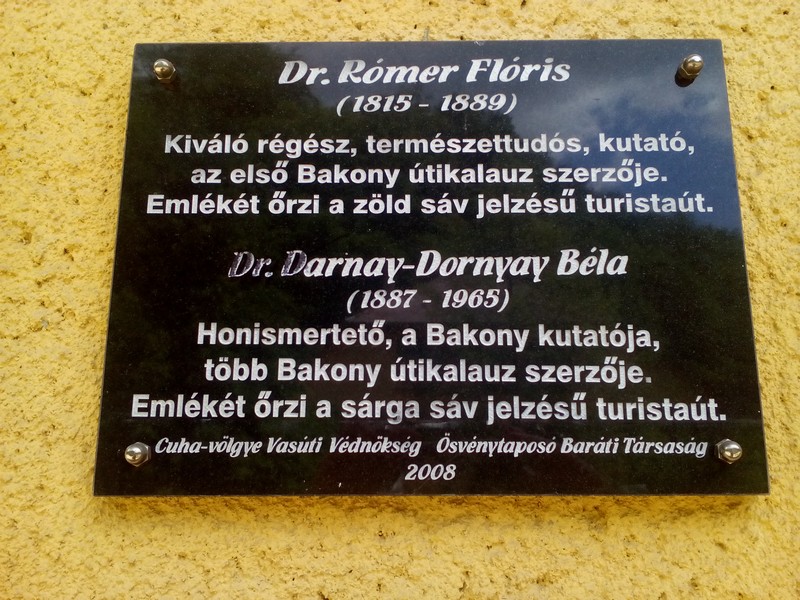 Dr. Rómer Flóris
(1815 - 1889)
Kiváló régész, természettudós, kutató,
az első Bakony útikalauz szerzője.
Emlékét őrzi a zöld sáv jelzésű turistaút.
Dr. Darnay-Dornyay Béla
(1887 - 1965)
Honismertető, a Bakony kutatója,
több Bakony útikalauz szerzője.
Emlékét őrzi a sárga sáv jelzésű turistaút.
Cuha-völgye Vasúti Védnökség Ösvénytaposó Baráti Társaság
2008